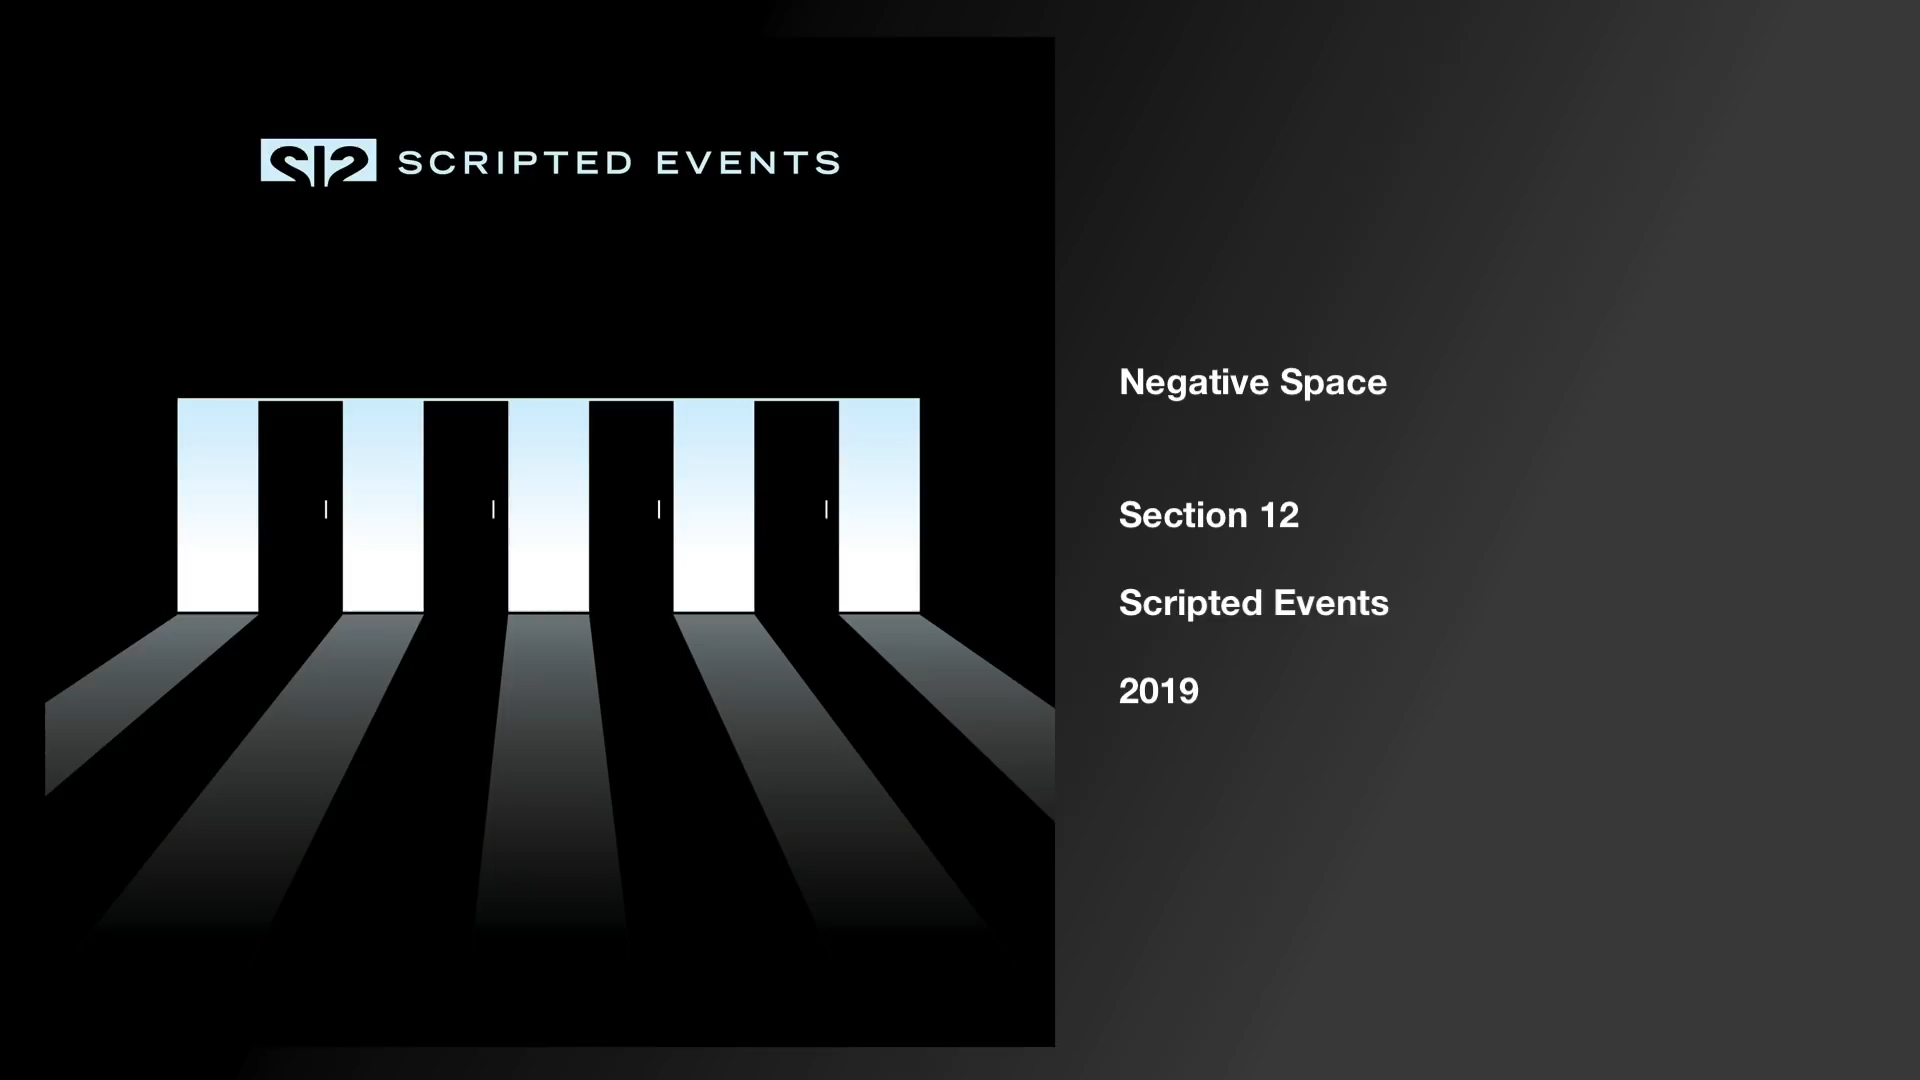 S12 SCRIPTED EVENTS
Negative Space
Section 12
Scripted Events
2019